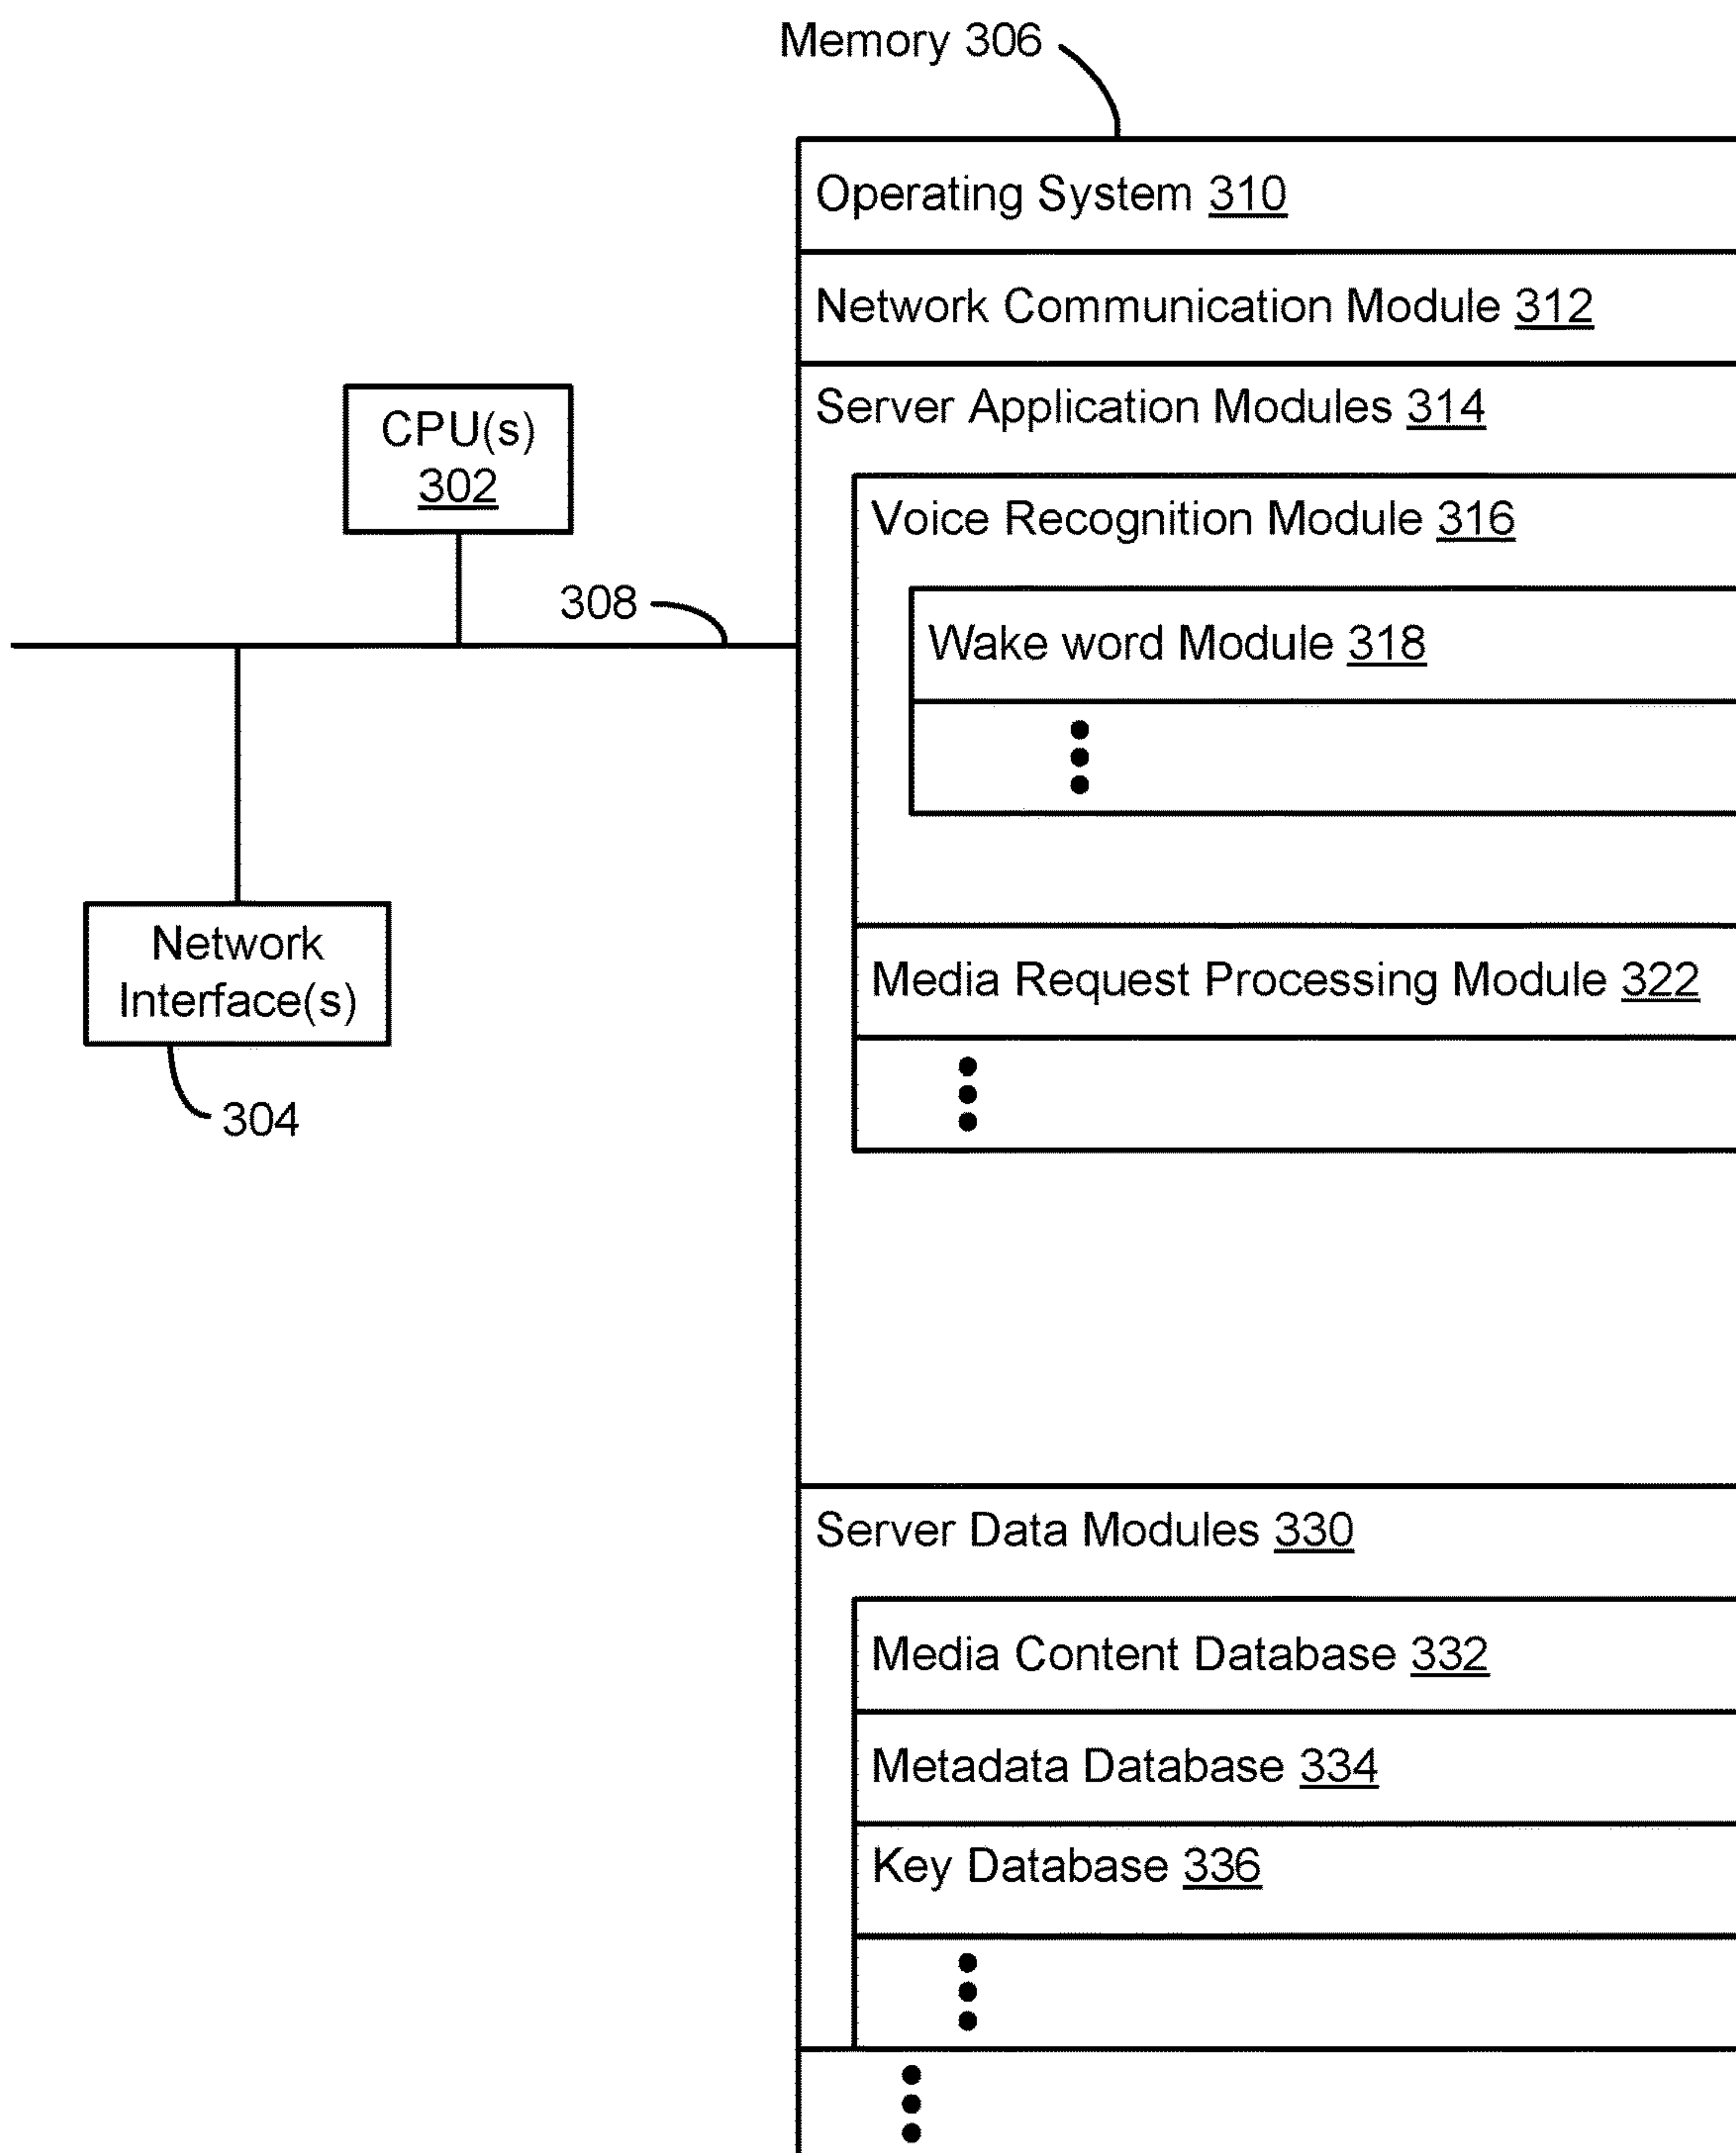 Memory 306
Operating System 310
Network Communication Module 312
Server Application Modules 314
CPU(s)
302
Voice Recognition Module 316
308
Wake word Module 318
Network
Interface(s)
304
Media Request Processing Module 322
Server Data Modules 330
Media Content Database 332
Metadata Database 334
Key Database 336